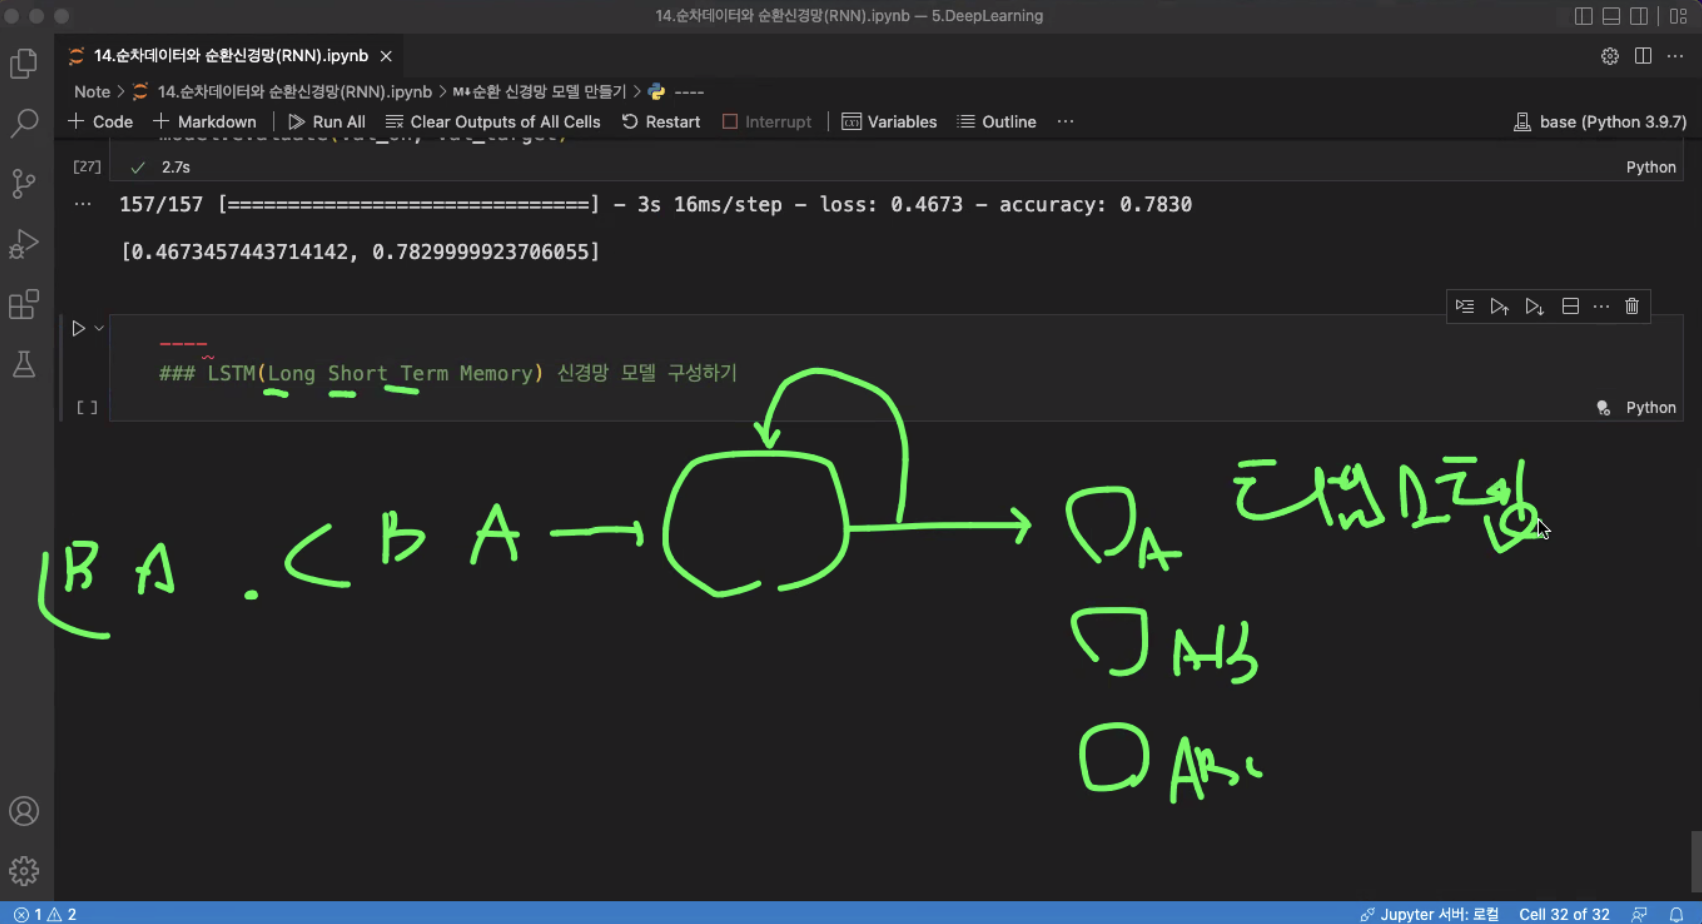 14.순차데이터와 순환신경망(RNN).ipynb — 5.DeepLearning
14.순차데이터와 순환신경망(RNN).ipynb
Note > 14.순차데이터와 순환신경망(RNN).ipynb > M↓순환 신경망 모델 만들기 > ----
+ Code + Markdown Run All Clear Outputs of All Cells Restart Interrupt Variables Outline ... base (Python 3.9.7)
[27] 2.7s Python
... 157/157 [==============================] - 3s 16ms/step - loss: 0.4673 - accuracy: 0.7830
[0.4673457443714142, 0.7829999923706055]
----
### LSTM(Long Short Term Memory) 신경망 모델 구성하기
[ ] Python
B A . C B A
A
AB
ABC
1 2 Jupyter 서버: 로컬 Cell 32 of 32